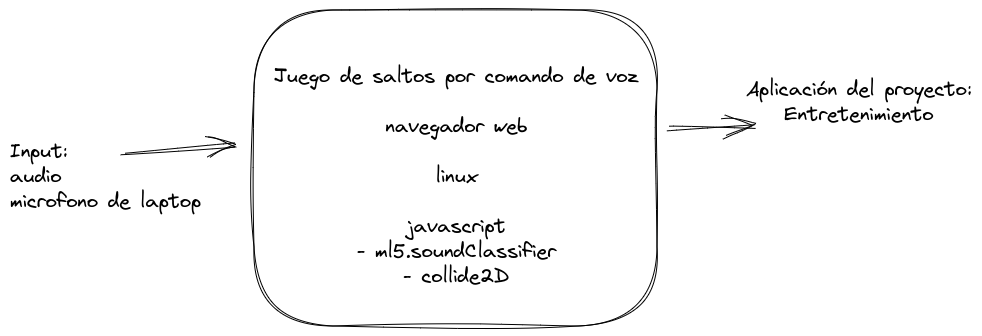 Input:
audio
microfono de laptop
Juego de saltos por comando de voz
navegador web
linux
javascript
- ml5.soundClassifier
- collide2D
Aplicación del proyecto:
Entretenimiento